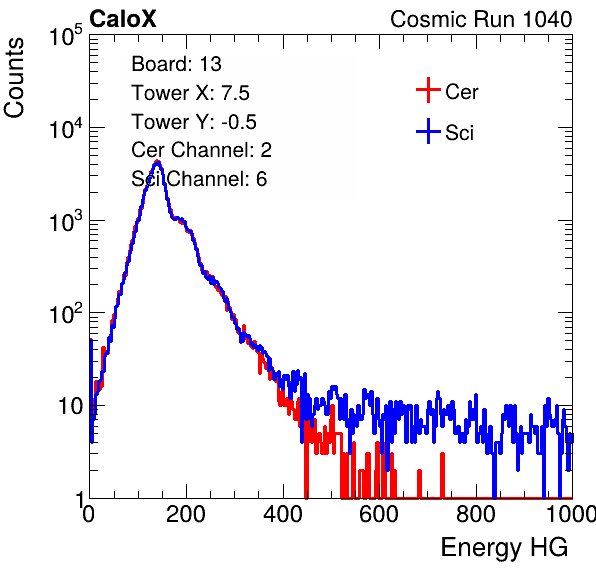 CaloX Cosmic Run 1040
Counts
10^5
10^4
10^3
10^2
10
1
Board: 13
Tower X: 7.5
Tower Y: -0.5
Cer Channel: 2
Sci Channel: 6
Cer
Sci
0 200 400 600 800 1000
Energy HG